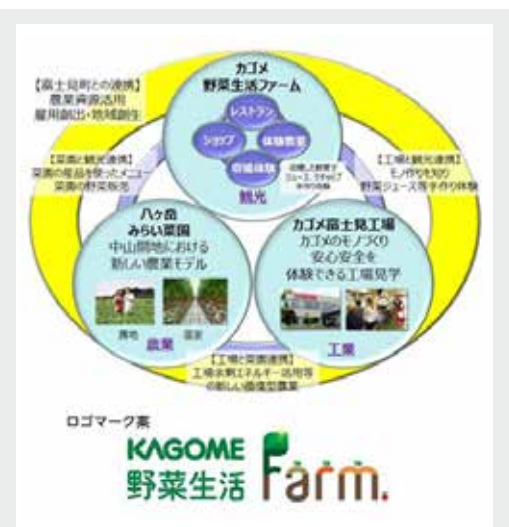 カゴメ
野菜生活ファーム
【富士見町との連携】
農業資源活用
雇用創出・地域創生
レストラン
ショップ
体験教室
収穫体験
観光
【菜園と観光連携】
菜園の産品を使ったメニュー
菜園の野菜販売
【工場と観光連携】
モノ作りを知り
野菜ジュース等手作り体験
八ヶ岳
みらい菜園
中山間地における
新しい農業モデル
露地
温室
農業
カゴメ富士見工場
カゴメのモノづくり
安心安全を
体験できる工場見学
工業
【工場と菜園連携】
工場余剰エネルギー活用等
の新しい循環型農業
ロゴマーク案
KAGOME
野菜生活
Farm.